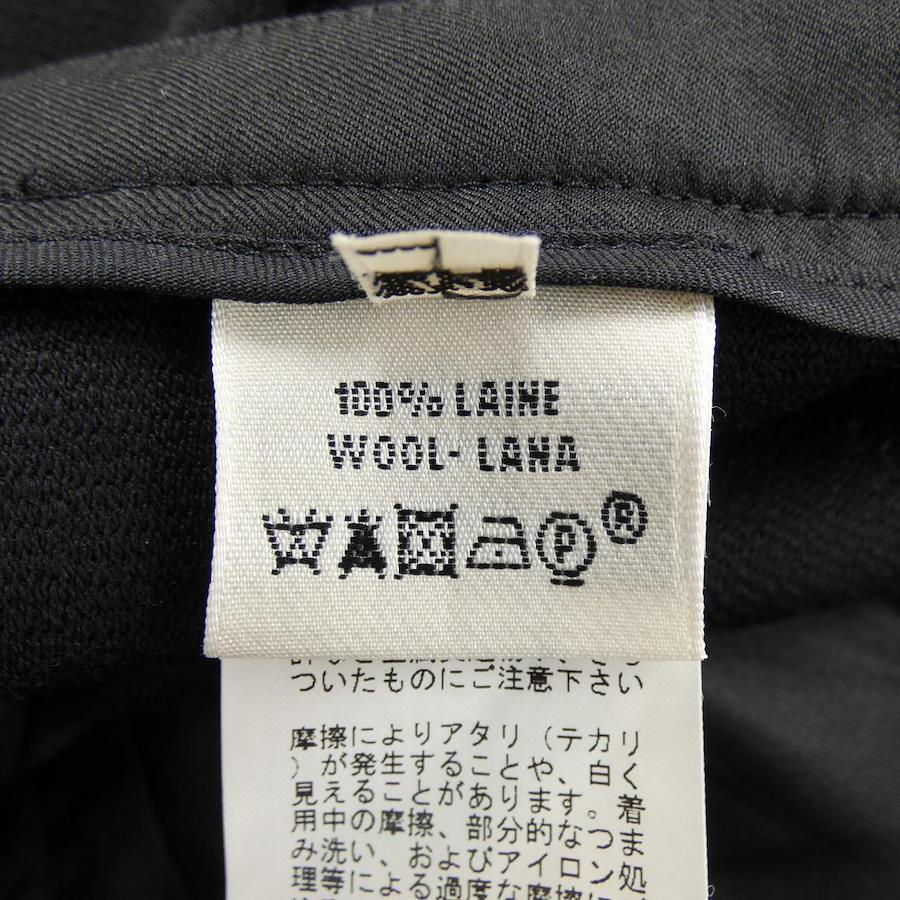 100% LAINE
WOOL- LANA
P ®
ついたものにご注意下さい
摩擦によりアタリ(テカリ
)が発生することや、白く
見えることがあります。着
用中の摩擦、部分的なつま
み洗い、およびアイロン処
理等による過度な摩擦に